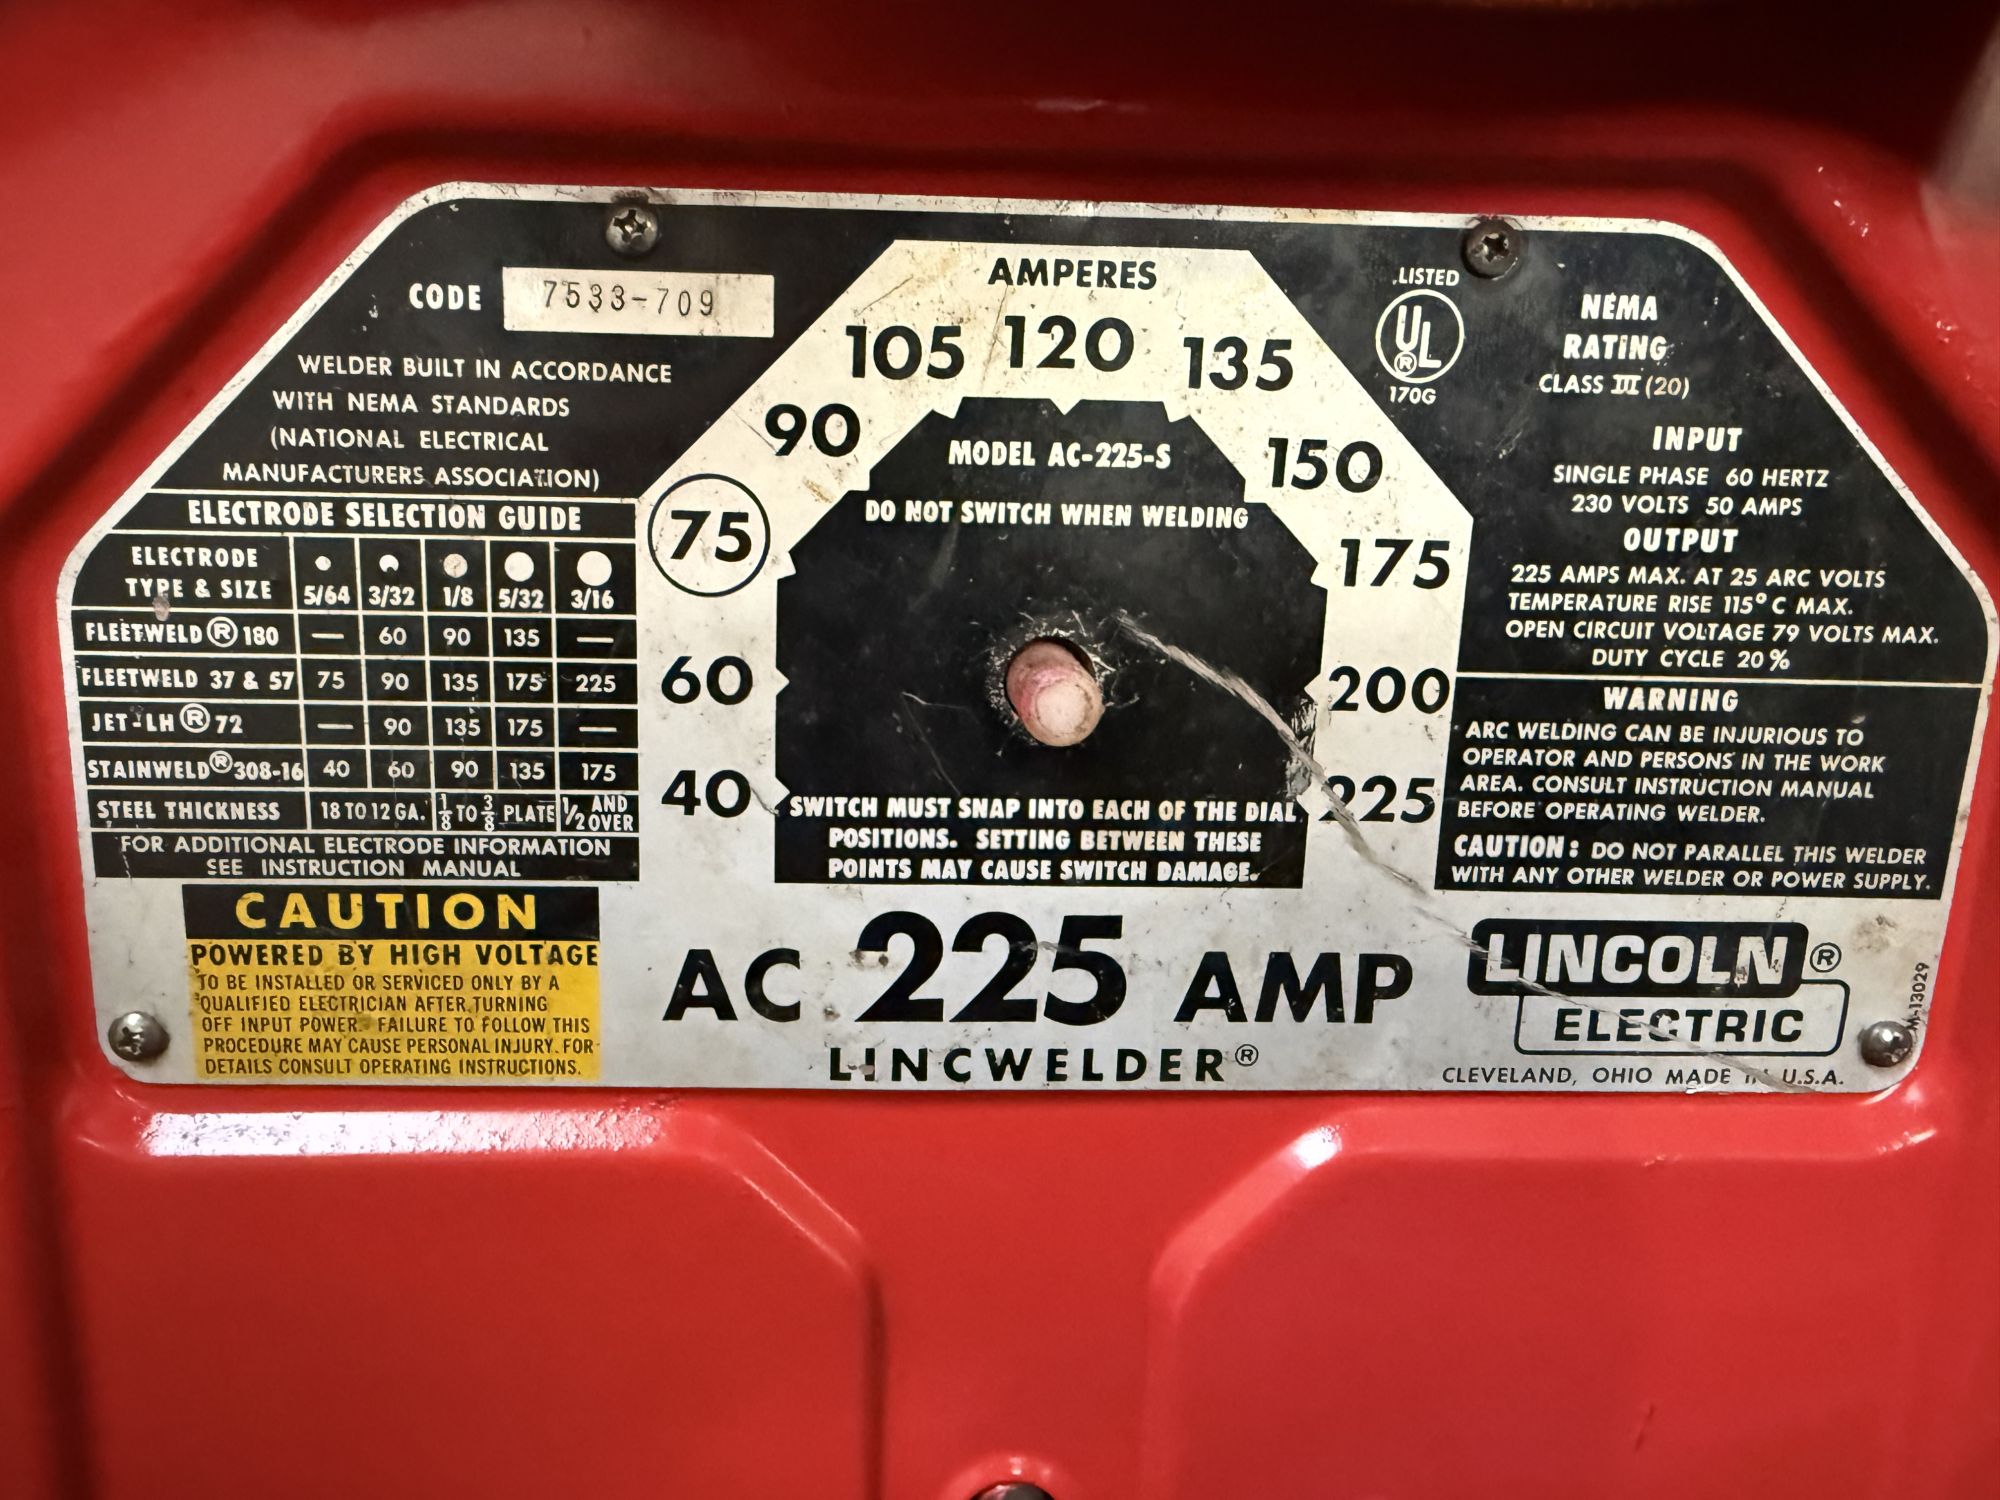 CODE 7533-709
WELDER BUILT IN ACCORDANCE
WITH NEMA STANDARDS
(NATIONAL ELECTRICAL
MANUFACTURERS ASSOCIATION)
ELECTRODE SELECTION GUIDE
ELECTRODE
TYPE & SIZE 5/64 3/32 1/8 5/32 3/16
FLEETWELD® 180 — 60 90 135 —
FLEETWELD 37 & 57 75 90 135 175 225
JET-LH® 72 — 90 135 175 —
STAINWELD® 308-16 40 60 90 135 175
STEEL THICKNESS 18 TO 12 GA. 1/8 TO 3/8 PLATE 1/2 AND OVER
FOR ADDITIONAL ELECTRODE INFORMATION
SEE INSTRUCTION MANUAL
CAUTION
POWERED BY HIGH VOLTAGE
TO BE INSTALLED OR SERVICED ONLY BY A
QUALIFIED ELECTRICIAN AFTER TURNING
OFF INPUT POWER. FAILURE TO FOLLOW THIS
PROCEDURE MAY CAUSE PERSONAL INJURY. FOR
DETAILS CONSULT OPERATING INSTRUCTIONS.
AMPERES
40
60
75
90
105
120
135
150
175
200
225
MODEL AC-225-S
DO NOT SWITCH WHEN WELDING
SWITCH MUST SNAP INTO EACH OF THE DIAL
POSITIONS. SETTING BETWEEN THESE
POINTS MAY CAUSE SWITCH DAMAGE.
AC 225 AMP
LINCWELDER®
LISTED
UL®
170G
NEMA
RATING
CLASS III (20)
INPUT
SINGLE PHASE 60 HERTZ
230 VOLTS 50 AMPS
OUTPUT
225 AMPS MAX. AT 25 ARC VOLTS
TEMPERATURE RISE 115° C MAX.
OPEN CIRCUIT VOLTAGE 79 VOLTS MAX.
DUTY CYCLE 20%
WARNING
ARC WELDING CAN BE INJURIOUS TO
OPERATOR AND PERSONS IN THE WORK
AREA. CONSULT INSTRUCTION MANUAL
BEFORE OPERATING WELDER.
CAUTION: DO NOT PARALLEL THIS WELDER
WITH ANY OTHER WELDER OR POWER SUPPLY.
LINCOLN®
ELECTRIC
CLEVELAND, OHIO MADE IN U.S.A.
M-13029